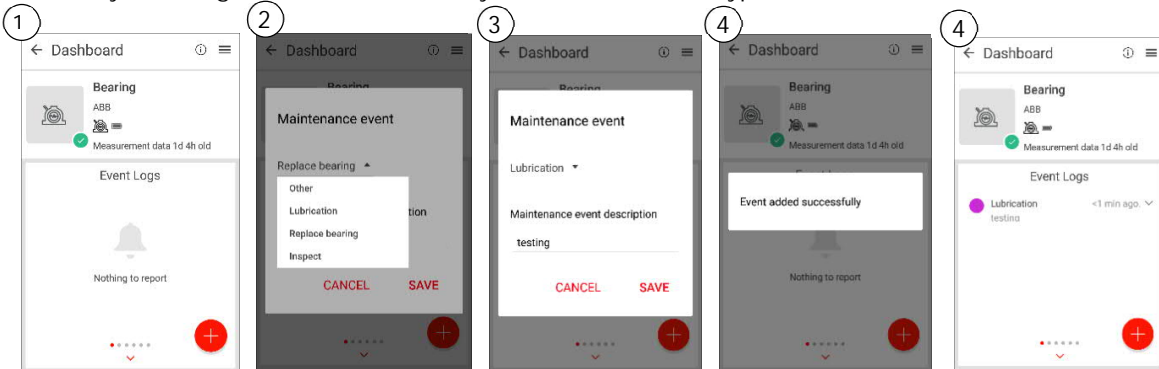 1
← Dashboard
Bearing
ABB
Measurement data 1d 4h old
Event Logs
Nothing to report
2
← Dashboard
Bearing
Maintenance event
Replace bearing
Other
Lubrication
Replace bearing
Inspect
tion
CANCEL SAVE
3
← Dashboard
Bearing
Maintenance event
Lubrication
Maintenance event description
testing
CANCEL SAVE
4
← Dashboard
Bearing
ABB
Measurement data 1d 4h old
Event added successfully
Nothing to report
4
← Dashboard
Bearing
ABB
Measurement data 1d 4h old
Event Logs
Lubrication <1 min ago.
testing